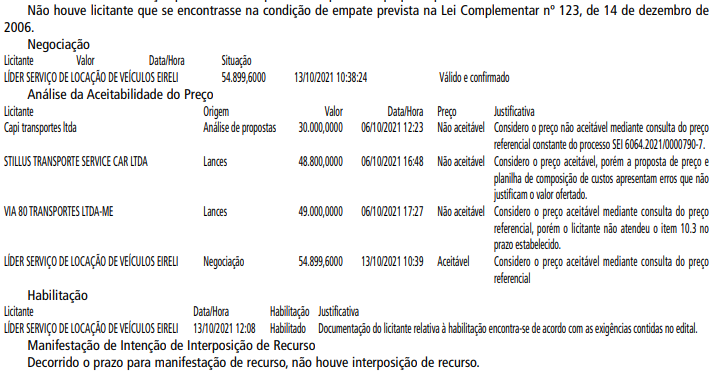 Não houve licitante que se encontrasse na condição de empate prevista na Lei Complementar nº 123, de 14 de dezembro de
2006.
Negociação
Licitante Valor Data/Hora Situação
LÍDER SERVIÇO DE LOCAÇÃO DE VEÍCULOS EIRELI 54.899,6000 13/10/2021 10:38:24 Válido e confirmado
Análise da Aceitabilidade do Preço
Licitante Origem Valor Data/Hora Preço Justificativa
Capi transportes ltda Análise de propostas 30.000,0000 06/10/2021 12:23 Não aceitável Considero o preço não aceitável mediante consulta do preço
referencial constante do processo SEI 6064.2021/0000790-7.
STILLUS TRANSPORTE SERVICE CAR LTDA Lances 48.800,0000 06/10/2021 16:48 Não aceitável Considero o preço aceitável, porém a proposta de preço e
planilha de composição de custos apresentam erros que não
justificam o valor ofertado.
VIA 80 TRANSPORTES LTDA-ME Lances 49.000,0000 06/10/2021 17:27 Não aceitável Considero o preço aceitável mediante consulta do preço
referencial, porém o licitante não atendeu o item 10.3 no
prazo estabelecido.
LÍDER SERVIÇO DE LOCAÇÃO DE VEÍCULOS EIRELI Negociação 54.899,6000 13/10/2021 10:39 Aceitável Considero o preço aceitável mediante consulta do preço
referencial
Habilitação
Licitante Data/Hora Habilitação Justificativa
LÍDER SERVIÇO DE LOCAÇÃO DE VEÍCULOS EIRELI 13/10/2021 12:08 Habilitado Documentação do licitante relativa à habilitação encontra-se de acordo com as exigências contidas no edital.
Manifestação de Intenção de Interposição de Recurso
Decorrido o prazo para manifestação de recurso, não houve interposição de recurso.